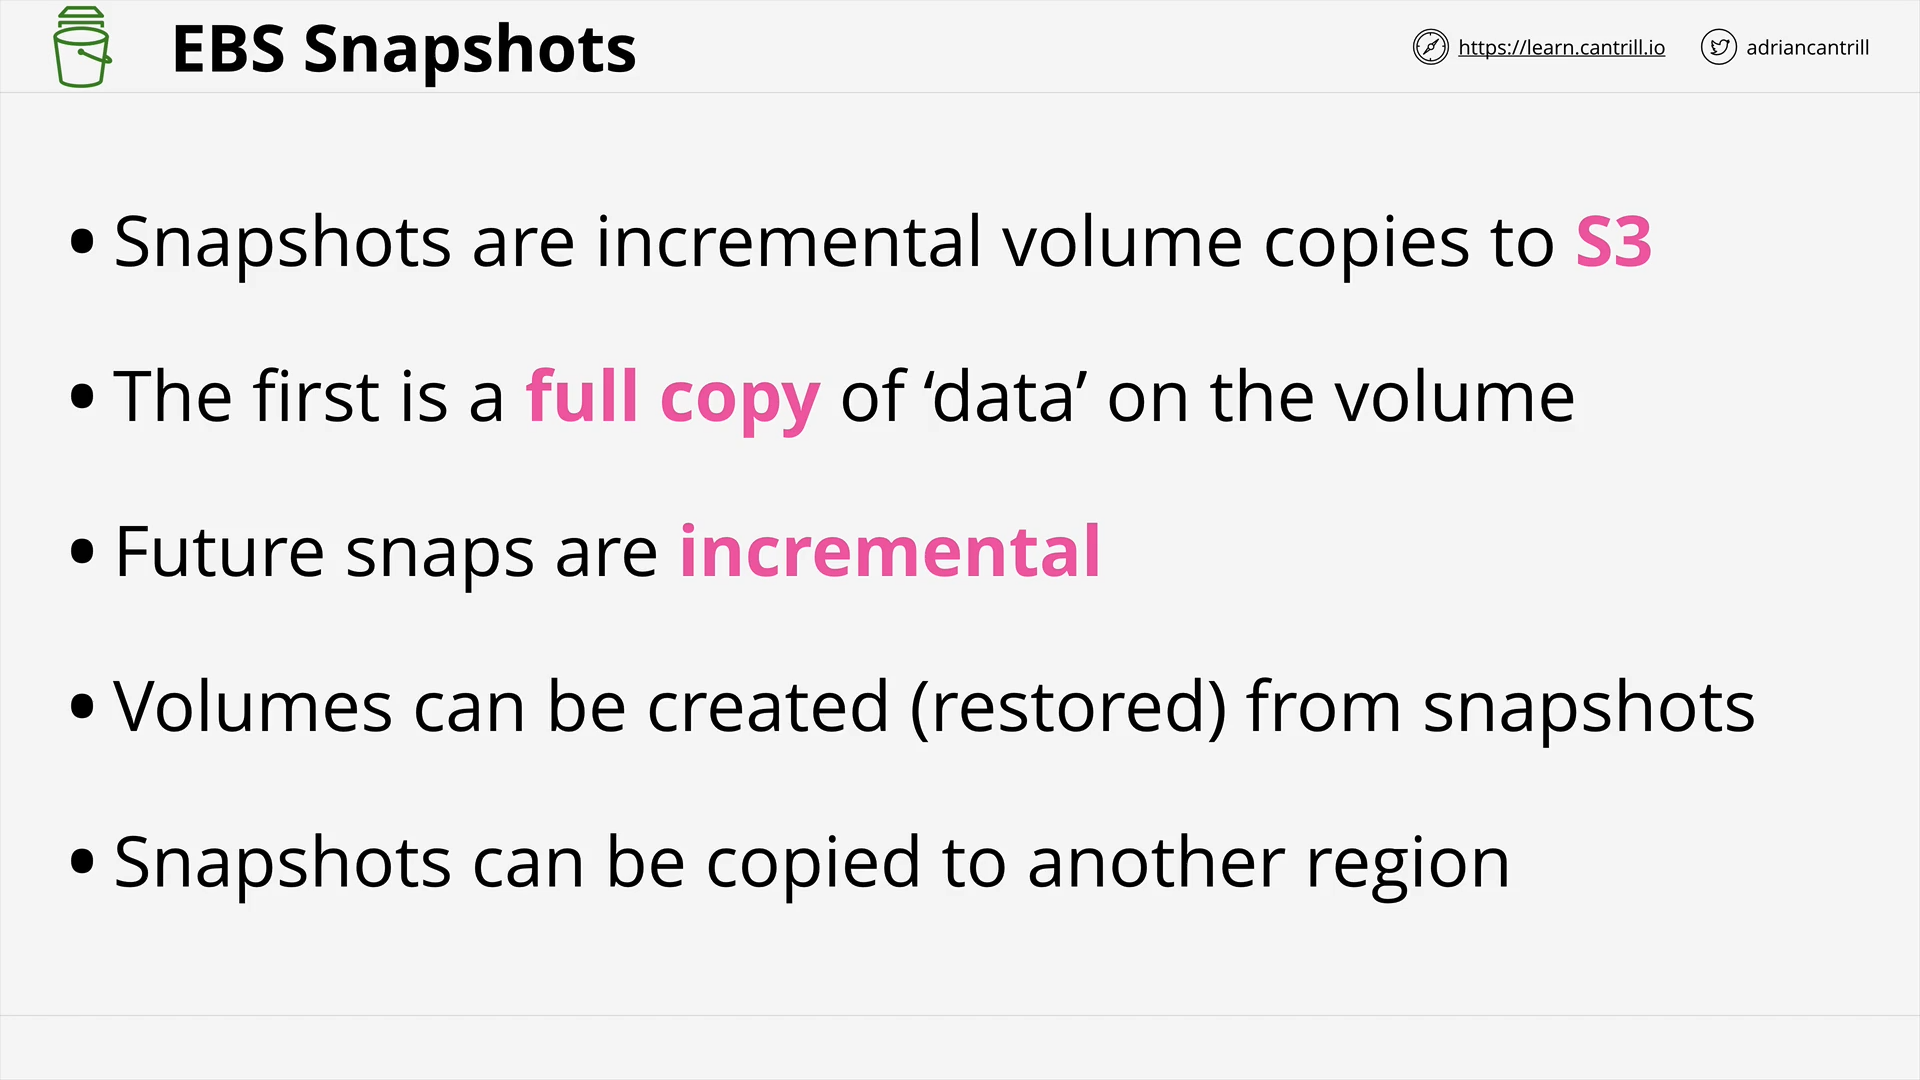 EBS Snapshots
https://learn.cantrill.io
adriancantrill
• Snapshots are incremental volume copies to S3
• The first is a full copy of ‘data’ on the volume
• Future snaps are incremental
• Volumes can be created (restored) from snapshots
• Snapshots can be copied to another region